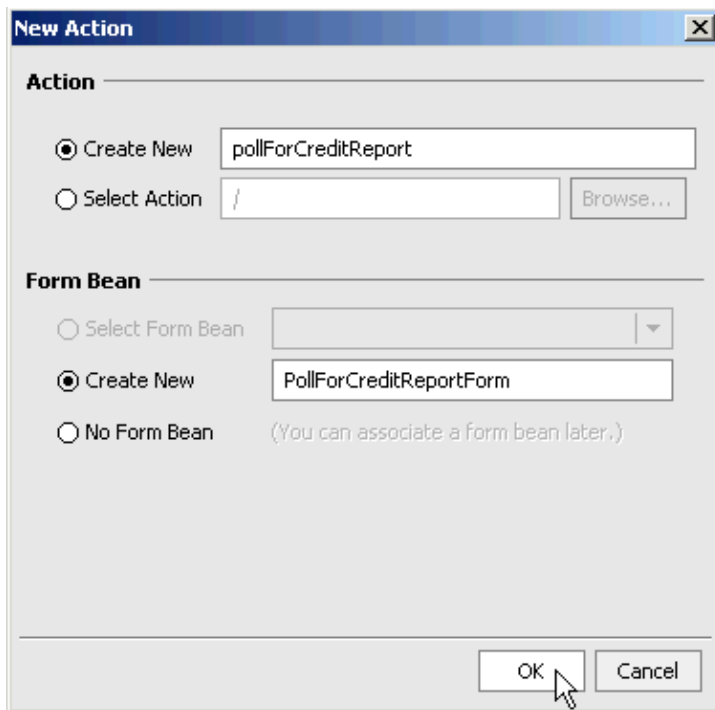 New Action
Action
Create New pollForCreditReport
Select Action / Browse...
Form Bean
Select Form Bean
Create New PollForCreditReportForm
No Form Bean (You can associate a form bean later.)
OK Cancel